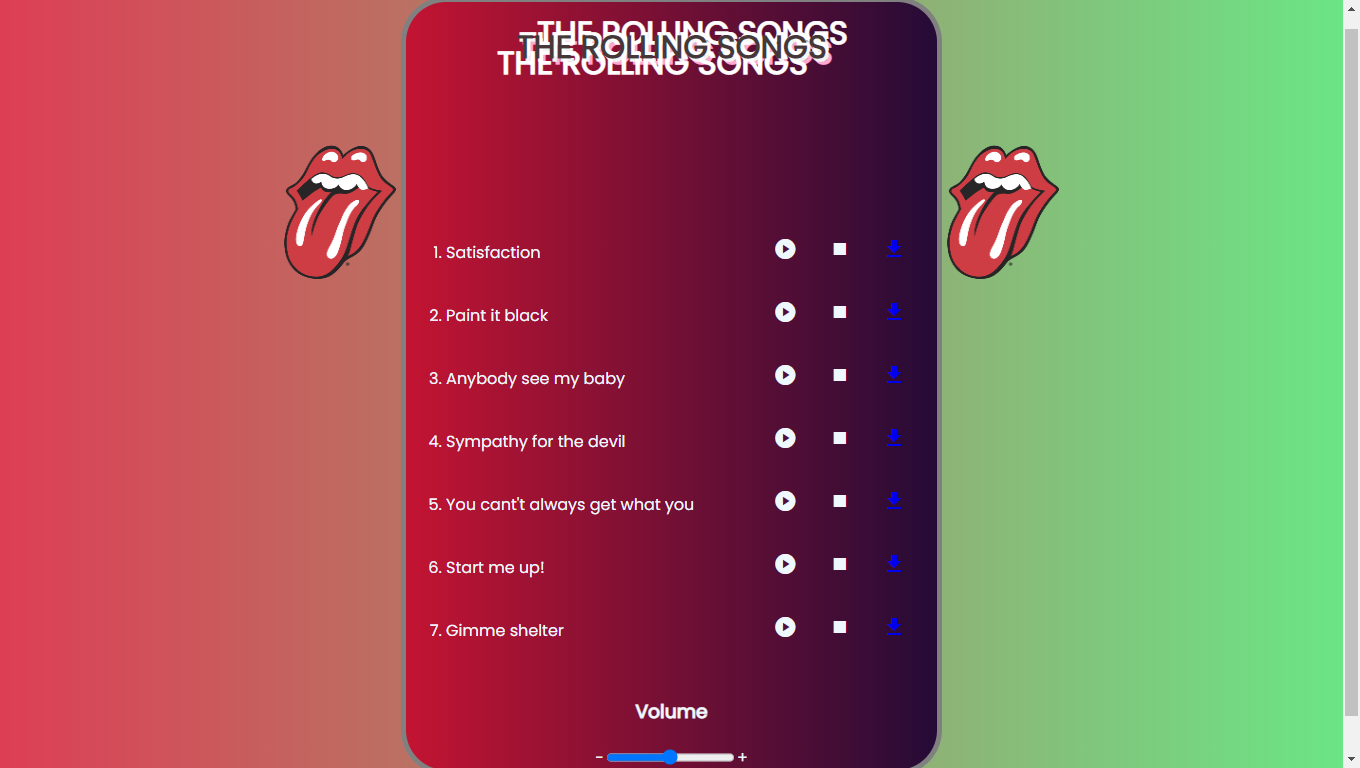 THE ROLLING SONGS
THE ROLLING SONGS
THE ROLLING SONGS
1. Satisfaction
2. Paint it black
3. Anybody see my baby
4. Sympathy for the devil
5. You cant't always get what you
6. Start me up!
7. Gimme shelter
Volume
- +